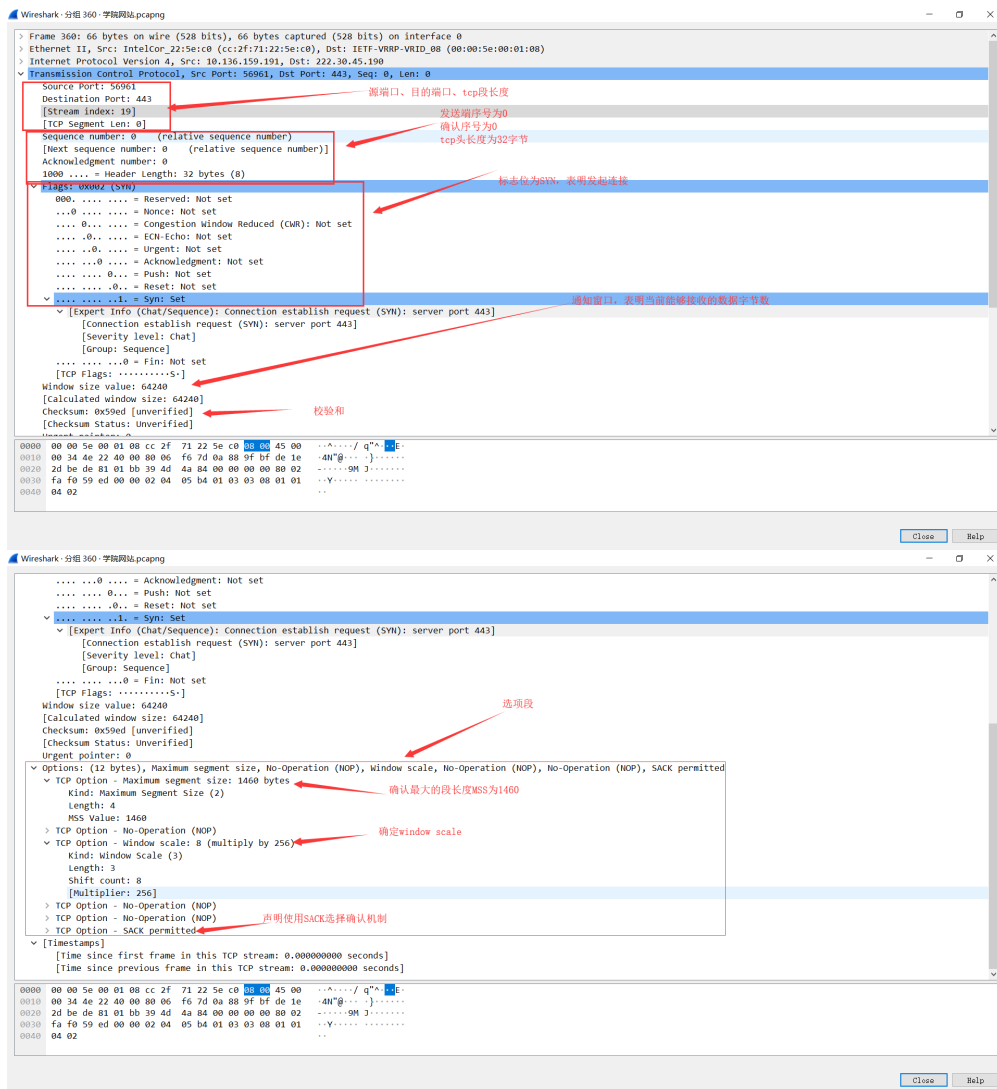 Wireshark · 分组 360 · 学院网站.pcapng
Frame 360: 66 bytes on wire (528 bits), 66 bytes captured (528 bits) on interface 0
Ethernet II, Src: IntelCor_22:5e:c0 (cc:2f:71:22:5e:c0), Dst: IETF-VRRP-VRID_08 (00:00:5e:00:01:08)
Internet Protocol Version 4, Src: 10.136.159.191, Dst: 222.30.45.190
Transmission Control Protocol, Src Port: 56961, Dst Port: 443, Seq: 0, Len: 0
Source Port: 56961
源端口、目的端口、tcp段长度
Destination Port: 443
[Stream index: 19]
发送端序号为0
[TCP Segment Len: 0]
确认序号为0
Sequence number: 0 (relative sequence number)
tcp头长度为32字节
[Next sequence number: 0 (relative sequence number)]
Acknowledgment number: 0
1000 .... = Header Length: 32 bytes (8)
标志位为SYN，表明发起连接
Flags: 0x002 (SYN)
000. .... .... = Reserved: Not set
...0 .... .... = Nonce: Not set
.... 0... .... = Congestion Window Reduced (CWR): Not set
.... .0.. .... = ECN-Echo: Not set
.... ..0. .... = Urgent: Not set
.... ...0 .... = Acknowledgment: Not set
.... .... 0... = Push: Not set
.... .... .0.. = Reset: Not set
.... .... ..1. = Syn: Set
通知窗口，表明当前能够接收的数据字节数
[Expert Info (Chat/Sequence): Connection establish request (SYN): server port 443]
[Connection establish request (SYN): server port 443]
[Severity level: Chat]
[Group: Sequence]
.... .... ...0 = Fin: Not set
[TCP Flags: ··········S·]
Window size value: 64240
[Calculated window size: 64240]
Checksum: 0x59ed [unverified]
校验和
[Checksum Status: Unverified]
Urgent pointer: 0
0000 00 00 5e 00 01 08 cc 2f 71 22 5e c0 08 00 45 00 ··^····/ q"^···E·
0010 00 34 4e 22 40 00 80 06 f6 7d 0a 88 9f bf de 1e ·4N"@··· ·}······
0020 2d be de 81 01 bb 39 4d 4a 84 00 00 00 00 80 02 -·····9M J·······
0030 fa f0 59 ed 00 00 02 04 05 b4 01 03 03 08 01 01 ··Y····· ········
0040 04 02 ··
Close Help
Wireshark · 分组 360 · 学院网站.pcapng
.... ...0 .... = Acknowledgment: Not set
.... .... 0... = Push: Not set
.... .... .0.. = Reset: Not set
.... .... ..1. = Syn: Set
[Expert Info (Chat/Sequence): Connection establish request (SYN): server port 443]
[Connection establish request (SYN): server port 443]
[Severity level: Chat]
[Group: Sequence]
.... .... ...0 = Fin: Not set
[TCP Flags: ··········S·]
Window size value: 64240
选项段
[Calculated window size: 64240]
Checksum: 0x59ed [unverified]
[Checksum Status: Unverified]
Urgent pointer: 0
Options: (12 bytes), Maximum segment size, No-Operation (NOP), Window scale, No-Operation (NOP), No-Operation (NOP), SACK permitted
TCP Option - Maximum segment size: 1460 bytes
确认最大的段长度MSS为1460
Kind: Maximum Segment Size (2)
Length: 4
MSS Value: 1460
TCP Option - No-Operation (NOP)
确定window scale
TCP Option - Window scale: 8 (multiply by 256)
Kind: Window Scale (3)
Length: 3
Shift count: 8
[Multiplier: 256]
TCP Option - No-Operation (NOP)
TCP Option - No-Operation (NOP)
声明使用SACK选择确认机制
TCP Option - SACK permitted
[Timestamps]
[Time since first frame in this TCP stream: 0.000000000 seconds]
[Time since previous frame in this TCP stream: 0.000000000 seconds]
0000 00 00 5e 00 01 08 cc 2f 71 22 5e c0 08 00 45 00 ··^····/ q"^···E·
0010 00 34 4e 22 40 00 80 06 f6 7d 0a 88 9f bf de 1e ·4N"@··· ·}······
0020 2d be de 81 01 bb 39 4d 4a 84 00 00 00 00 80 02 -·····9M J·······
0030 fa f0 59 ed 00 00 02 04 05 b4 01 03 03 08 01 01 ··Y····· ········
0040 04 02 ··
Close Help